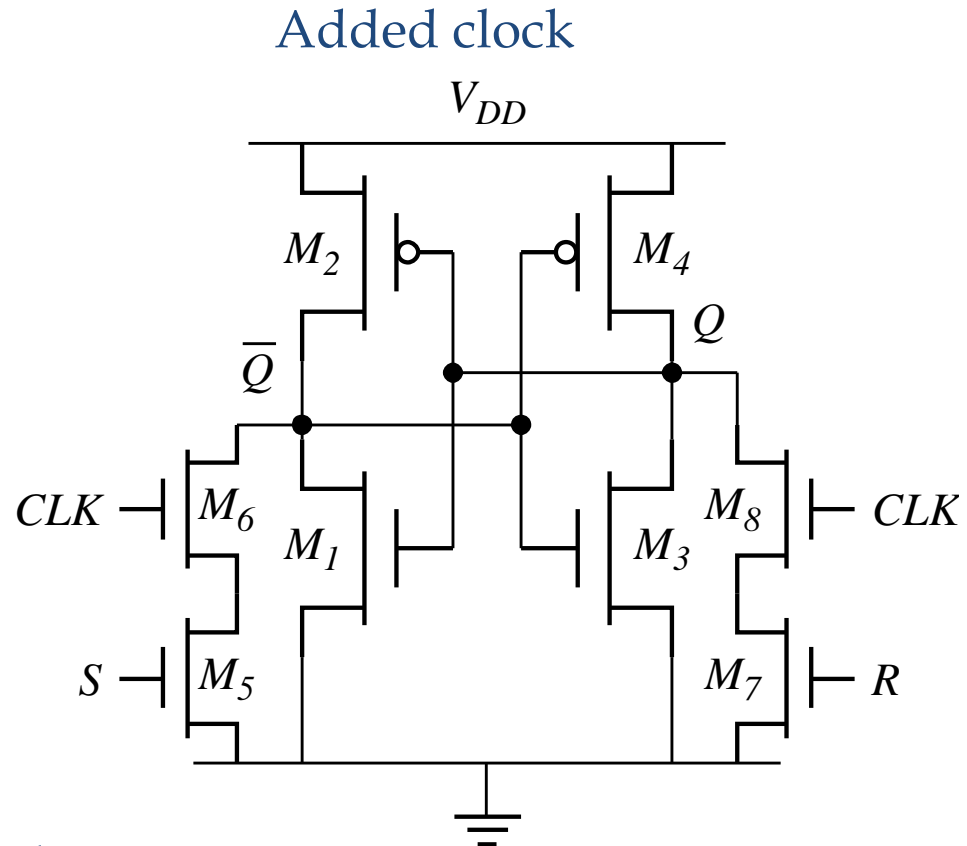 Added clock
V_DD
M_2
M_4
Q
Q̅
CLK
M_6
M_8
CLK
M_1
M_3
S
M_5
M_7
R